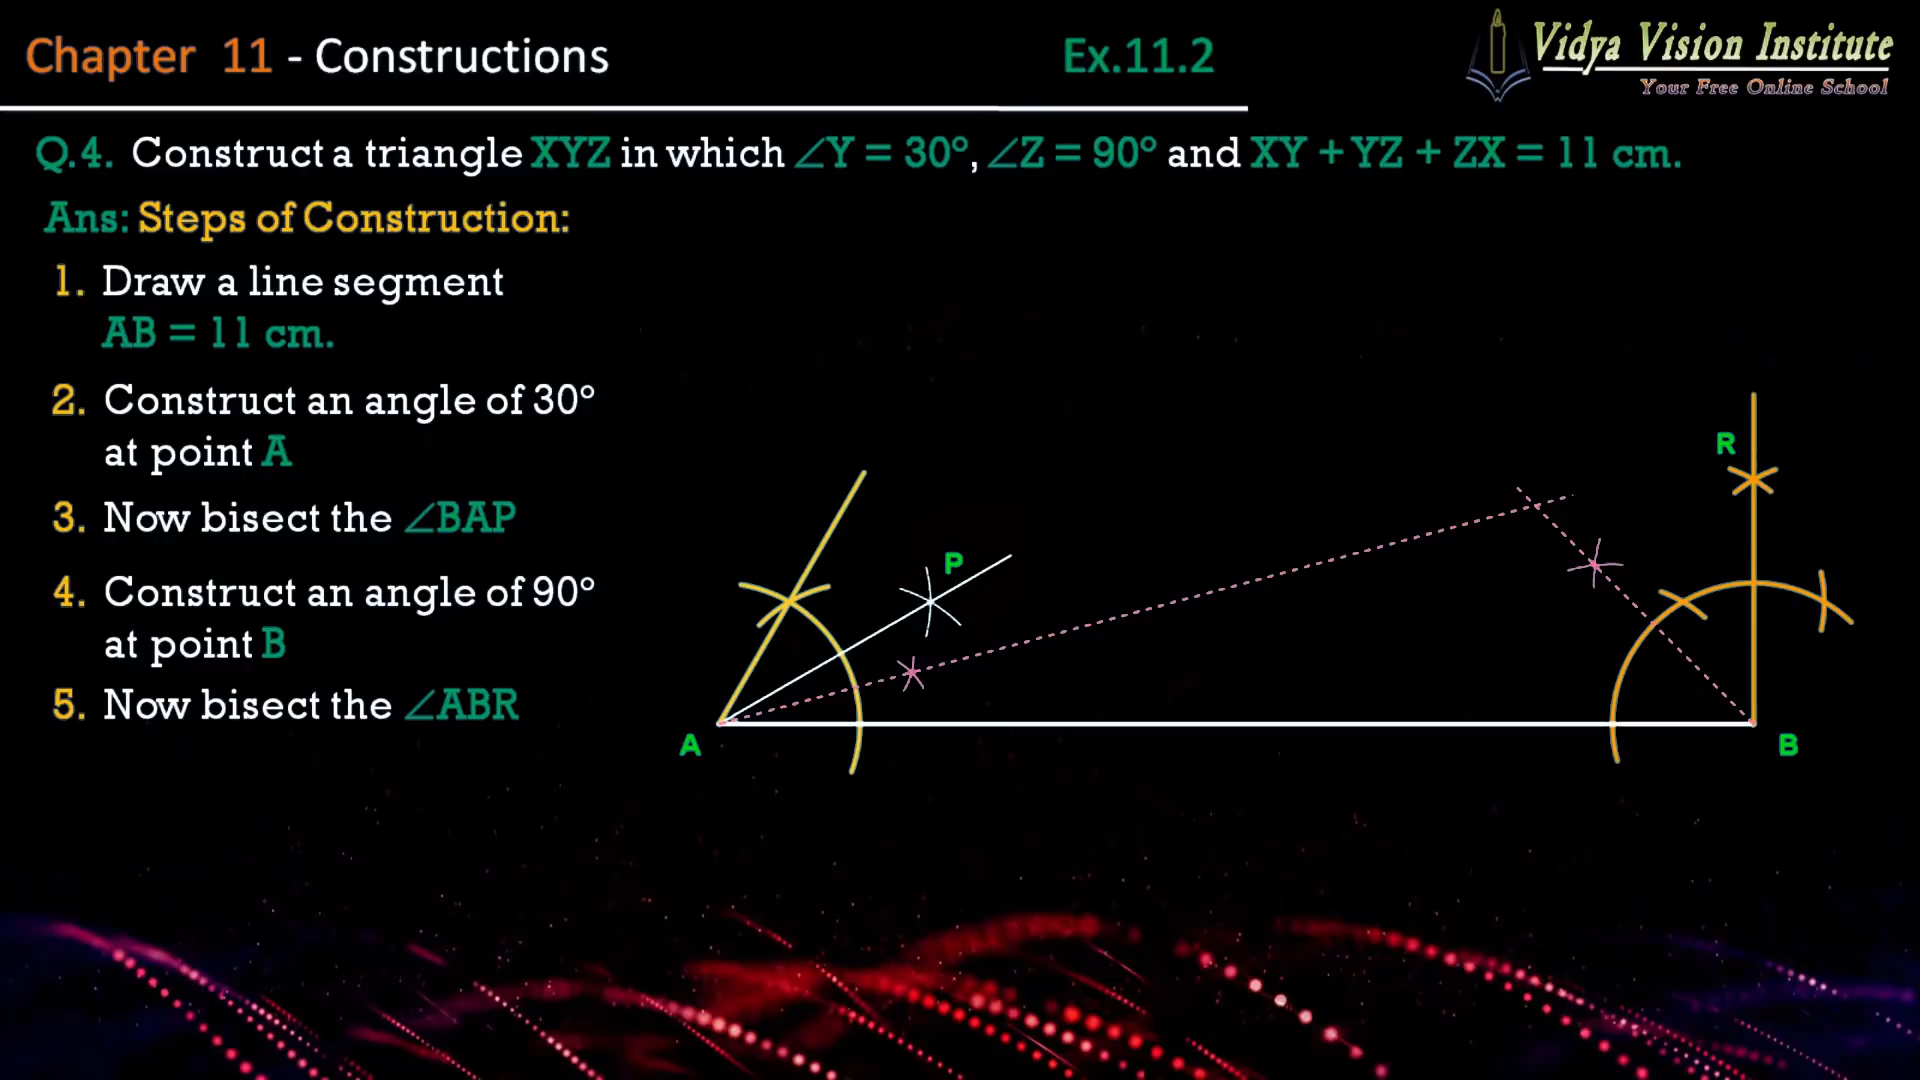 Chapter 11 - Constructions
Ex.11.2
Vidya Vision Institute
Your Free Online School
Q.4. Construct a triangle XYZ in which ∠Y = 30°, ∠Z = 90° and XY + YZ + ZX = 11 cm.
Ans: Steps of Construction:
1. Draw a line segment
AB = 11 cm.
2. Construct an angle of 30°
at point A
3. Now bisect the ∠BAP
4. Construct an angle of 90°
at point B
5. Now bisect the ∠ABR
R
P
A
B